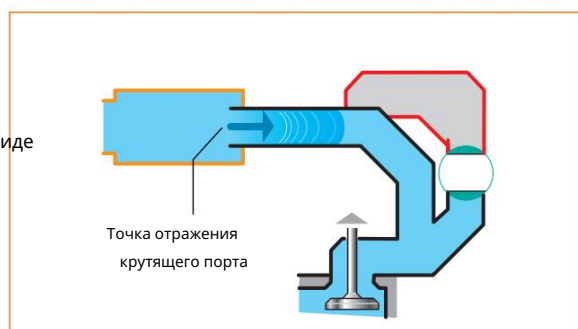 иде
Точка отражения
крутящего порта